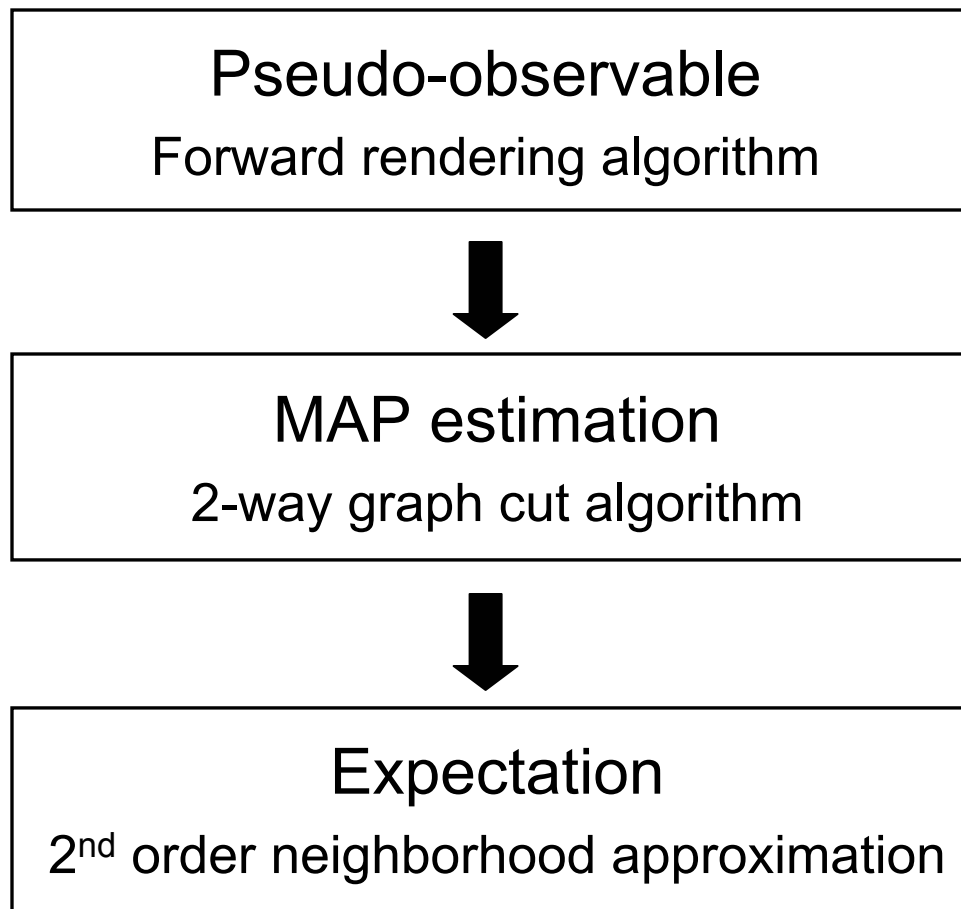 Pseudo-observable
Forward rendering algorithm
MAP estimation
2-way graph cut algorithm
Expectation
2nd order neighborhood approximation